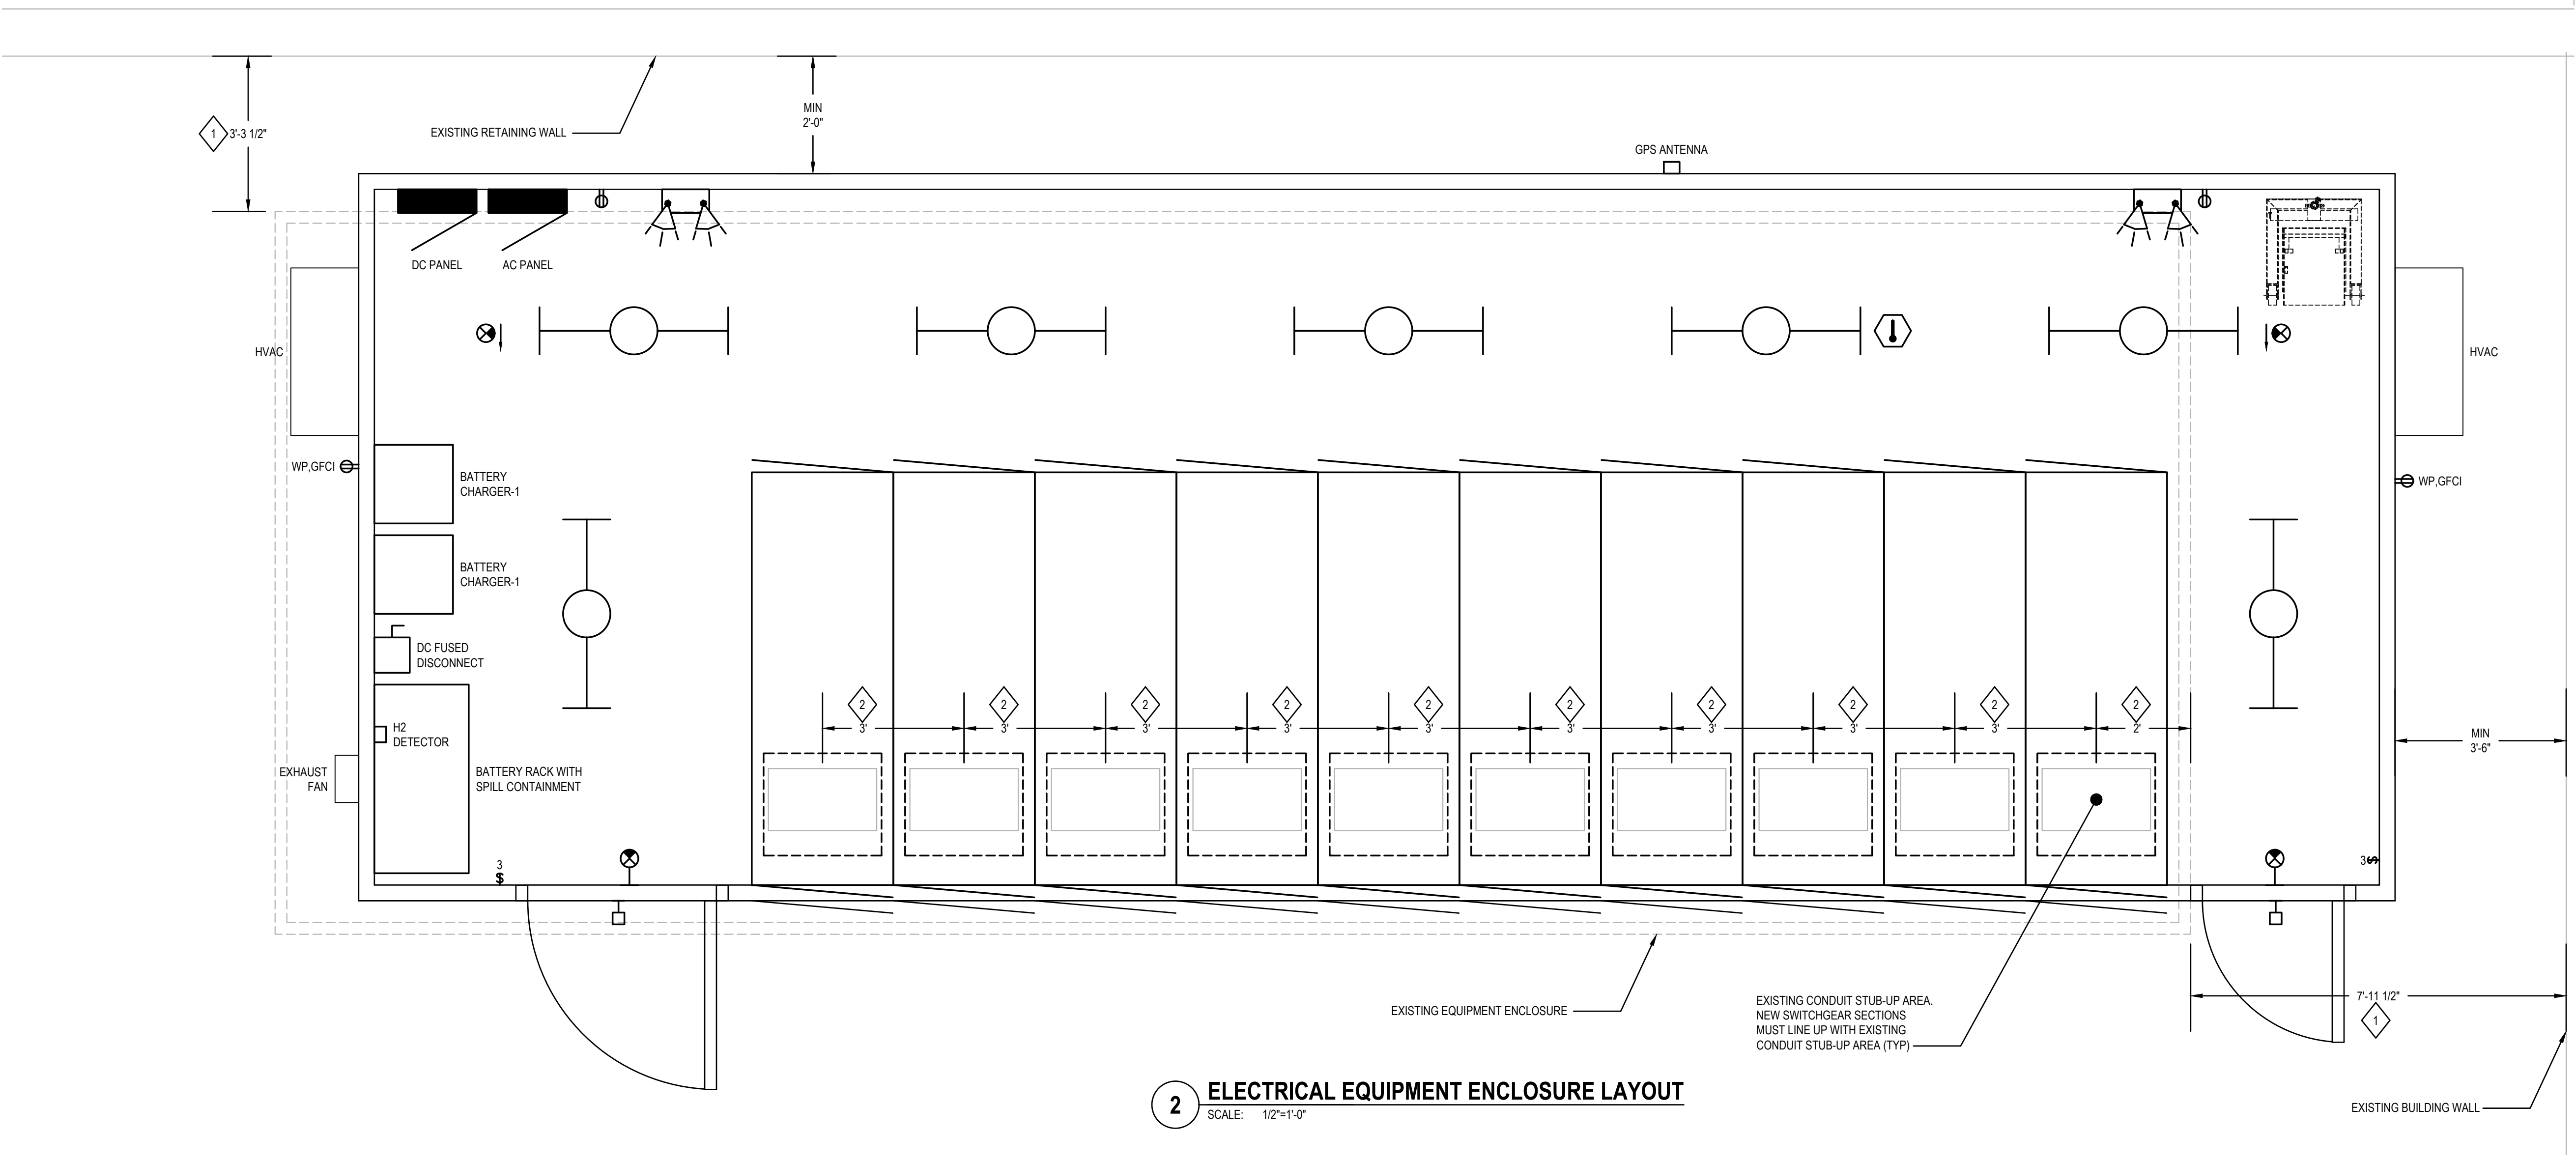 1
3'-3 1/2"
EXISTING RETAINING WALL
MIN
2'-0"
GPS ANTENNA
DC PANEL
AC PANEL
HVAC
HVAC
WP,GFCI
BATTERY
CHARGER-1
WP,GFCI
BATTERY
CHARGER-1
DC FUSED
DISCONNECT
H2
DETECTOR
EXHAUST
FAN
BATTERY RACK WITH
SPILL CONTAINMENT
2
2
2
2
2
2
2
2
2
2
3'
3'
3'
3'
3'
3'
3'
3'
3'
2'
MIN
3'-6"
3
$
3$
7'-11 1/2"
1
EXISTING EQUIPMENT ENCLOSURE
EXISTING CONDUIT STUB-UP AREA.
NEW SWITCHGEAR SECTIONS
MUST LINE UP WITH EXISTING
CONDUIT STUB-UP AREA (TYP)
2
ELECTRICAL EQUIPMENT ENCLOSURE LAYOUT
SCALE: 1/2"=1'-0"
EXISTING BUILDING WALL